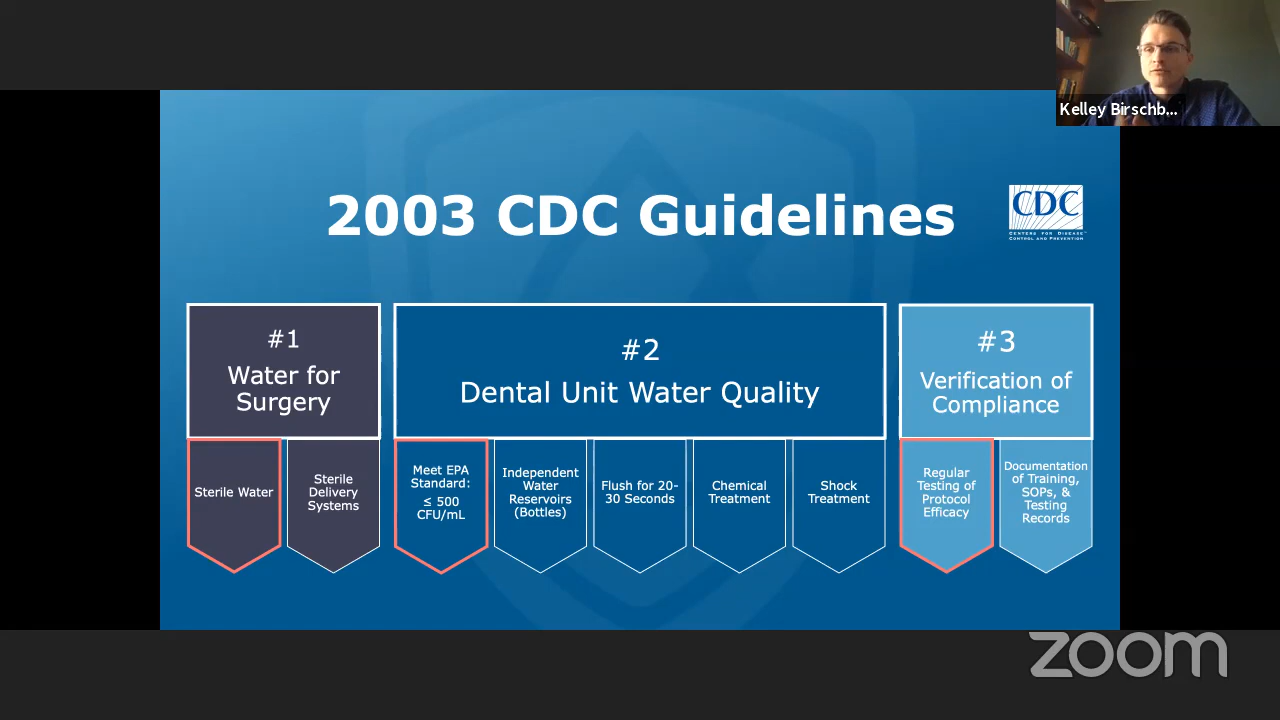 Kelley Birschb...
2003 CDC Guidelines
CDC
CENTERS FOR DISEASE™
CONTROL AND PREVENTION
#1
Water for
Surgery
#2
Dental Unit Water Quality
#3
Verification of
Compliance
Sterile Water
Sterile
Delivery
Systems
Meet EPA
Standard:
≤ 500
CFU/mL
Independent
Water
Reservoirs
(Bottles)
Flush for 20-
30 Seconds
Chemical
Treatment
Shock
Treatment
Regular
Testing of
Protocol
Efficacy
Documentation
of Training,
SOPs, &
Testing
Records
zoom